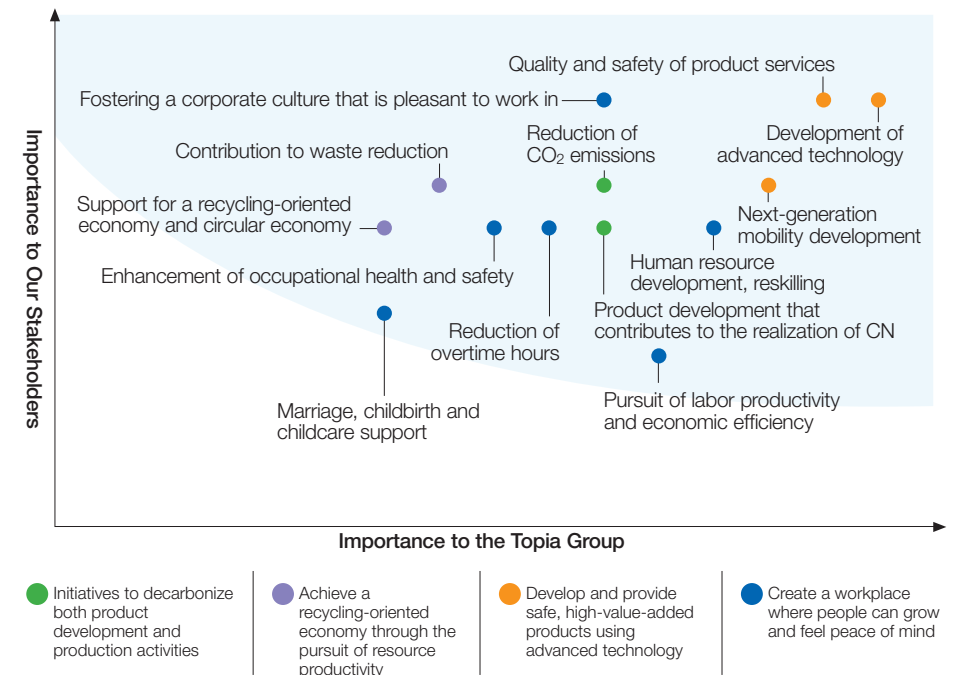 Importance to Our Stakeholders
Quality and safety of product services
Fostering a corporate culture that is pleasant to work in
Reduction of
CO₂ emissions
Development of
advanced technology
Contribution to waste reduction
Support for a recycling-oriented
economy and circular economy
Next-generation
mobility development
Enhancement of occupational health and safety
Human resource
development, reskilling
Product development that
contributes to the realization of CN
Reduction of
overtime hours
Marriage, childbirth and
childcare support
Pursuit of labor productivity
and economic efficiency
Importance to the Topia Group
Initiatives to decarbonize
both product
development and
production activities
Achieve a
recycling-oriented
economy through the
pursuit of resource
productivity
Develop and provide
safe, high-value-added
products using
advanced technology
Create a workplace
where people can grow
and feel peace of mind